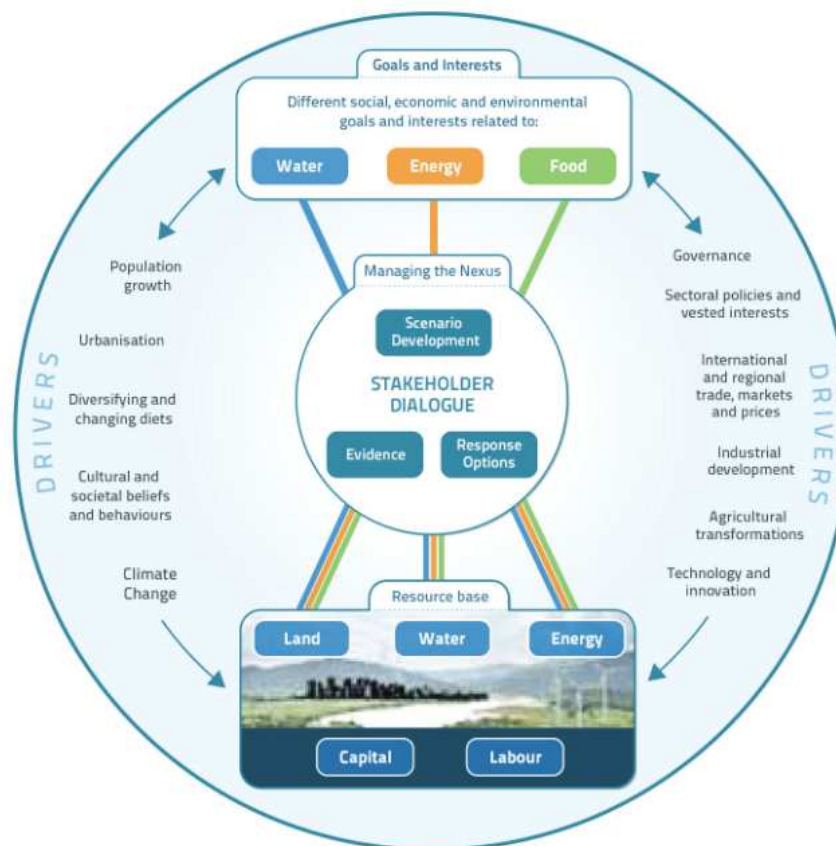 Goals and Interests
Different social, economic and environmental
goals and interests related to:
Water
Energy
Food
DRIVERS
Population
growth
Urbanisation
Diversifying and
changing diets
Cultural and
societal beliefs
and behaviours
Climate
Change
Managing the Nexus
Scenario
Development
STAKEHOLDER
DIALOGUE
Evidence
Response
Options
Governance
Sectoral policies and
vested interests
International
and regional
trade, markets
and prices
Industrial
development
Agricultural
transformations
Technology and
innovation
DRIVERS
Resource base
Land
Water
Energy
Capital
Labour